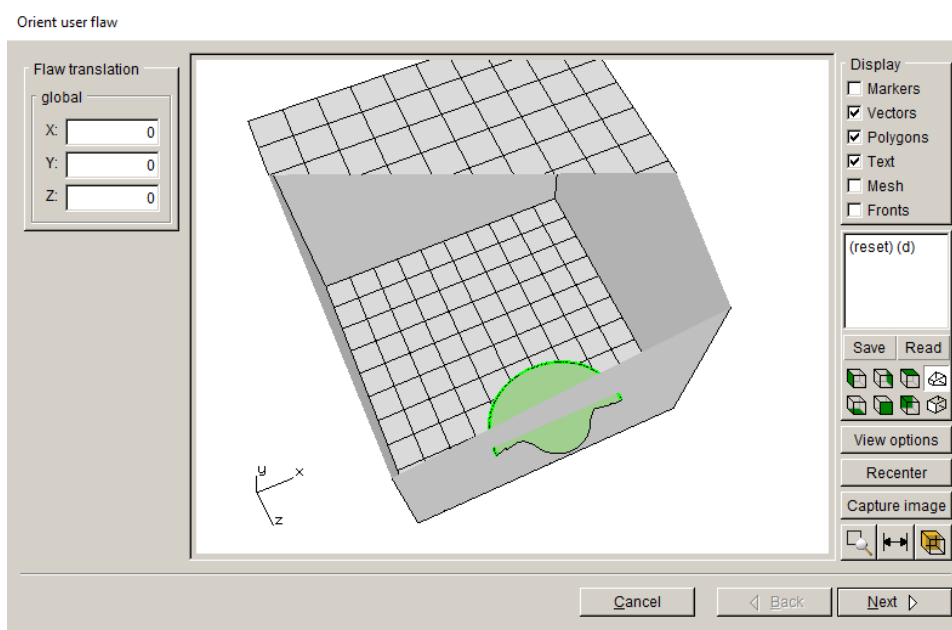 Orient user flaw
Flaw translation
global
X: 0
Y: 0
Z: 0
y
x
z
Display
Markers
Vectors
Polygons
Text
Mesh
Fronts
(reset) (d)
Save Read
View options
Recenter
Capture image
Cancel Back Next